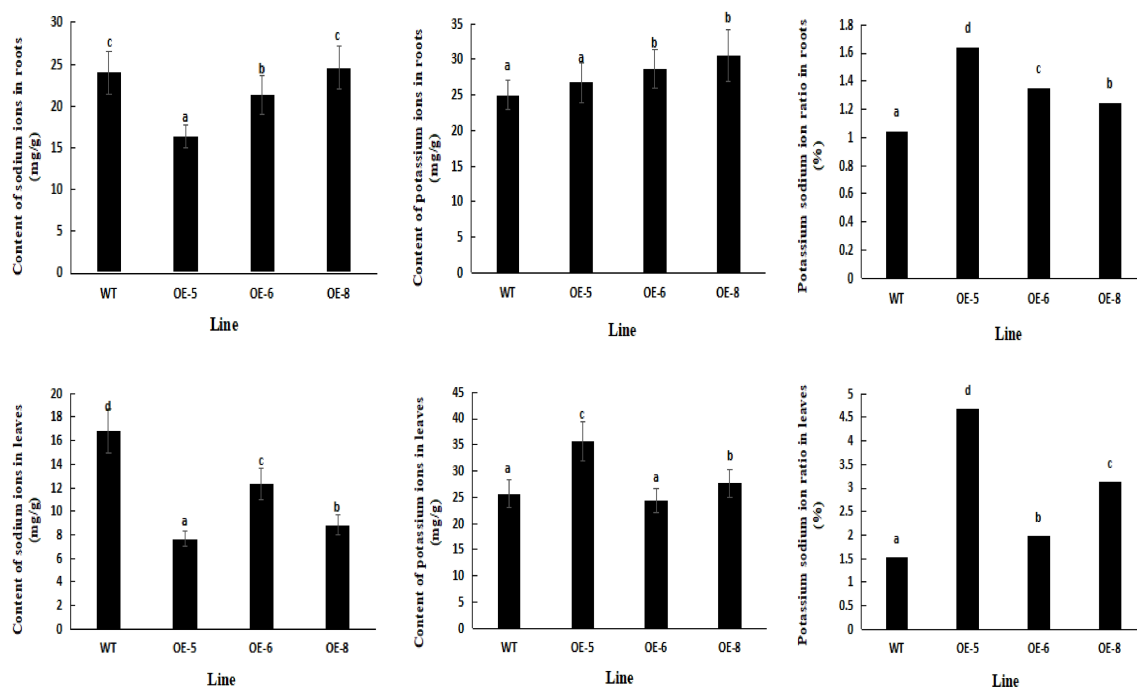 Content of sodium ions in roots
(mg/g)
50
45
40
35
30
25
20
15
10
5
0
c
a
b
c
WT OE-5 OE-6 OE-8
Line
Content of potassium ions in roots
(mg/g)
50
45
40
35
30
25
20
15
10
5
0
a
a
b
b
WT OE-5 OE-6 OE-8
Line
Potassium sodium ion ratio in roots
(%)
1.8
1.6
1.4
1.2
1
0.8
0.6
0.4
0.2
0
a
d
c
b
WT OE-5 OE-6 OE-8
Line
Content of sodium ions in leaves
(mg/g)
20
18
16
14
12
10
8
6
4
2
0
d
a
c
b
WT OE-5 OE-6 OE-8
Line
Content of potassium ions in leaves
(mg/g)
45
40
35
30
25
20
15
10
5
0
a
c
a
b
WT OE-5 OE-6 OE-8
Line
Potassium sodium ion ratio in leaves
(%)
5
4.5
4
3.5
3
2.5
2
1.5
1
0.5
0
a
d
b
c
WT OE-5 OE-6 OE-8
Line